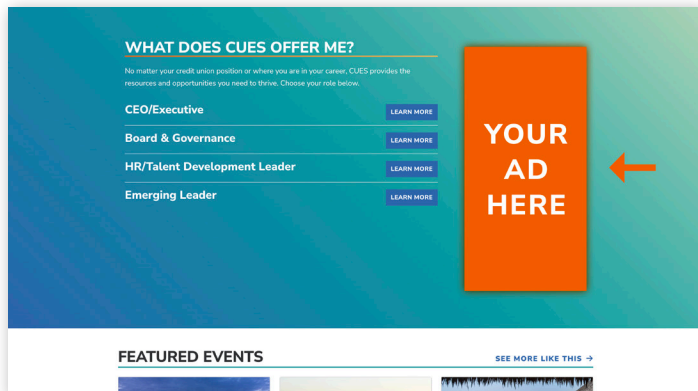 WHAT DOES CUES OFFER ME?
No matter your credit union position or where you are in your career, CUES provides the
resources and opportunities you need to thrive. Choose your role below.
CEO/Executive
LEARN MORE
Board & Governance
LEARN MORE
HR/Talent Development Leader
LEARN MORE
Emerging Leader
LEARN MORE
YOUR
AD
HERE
FEATURED EVENTS
SEE MORE LIKE THIS →